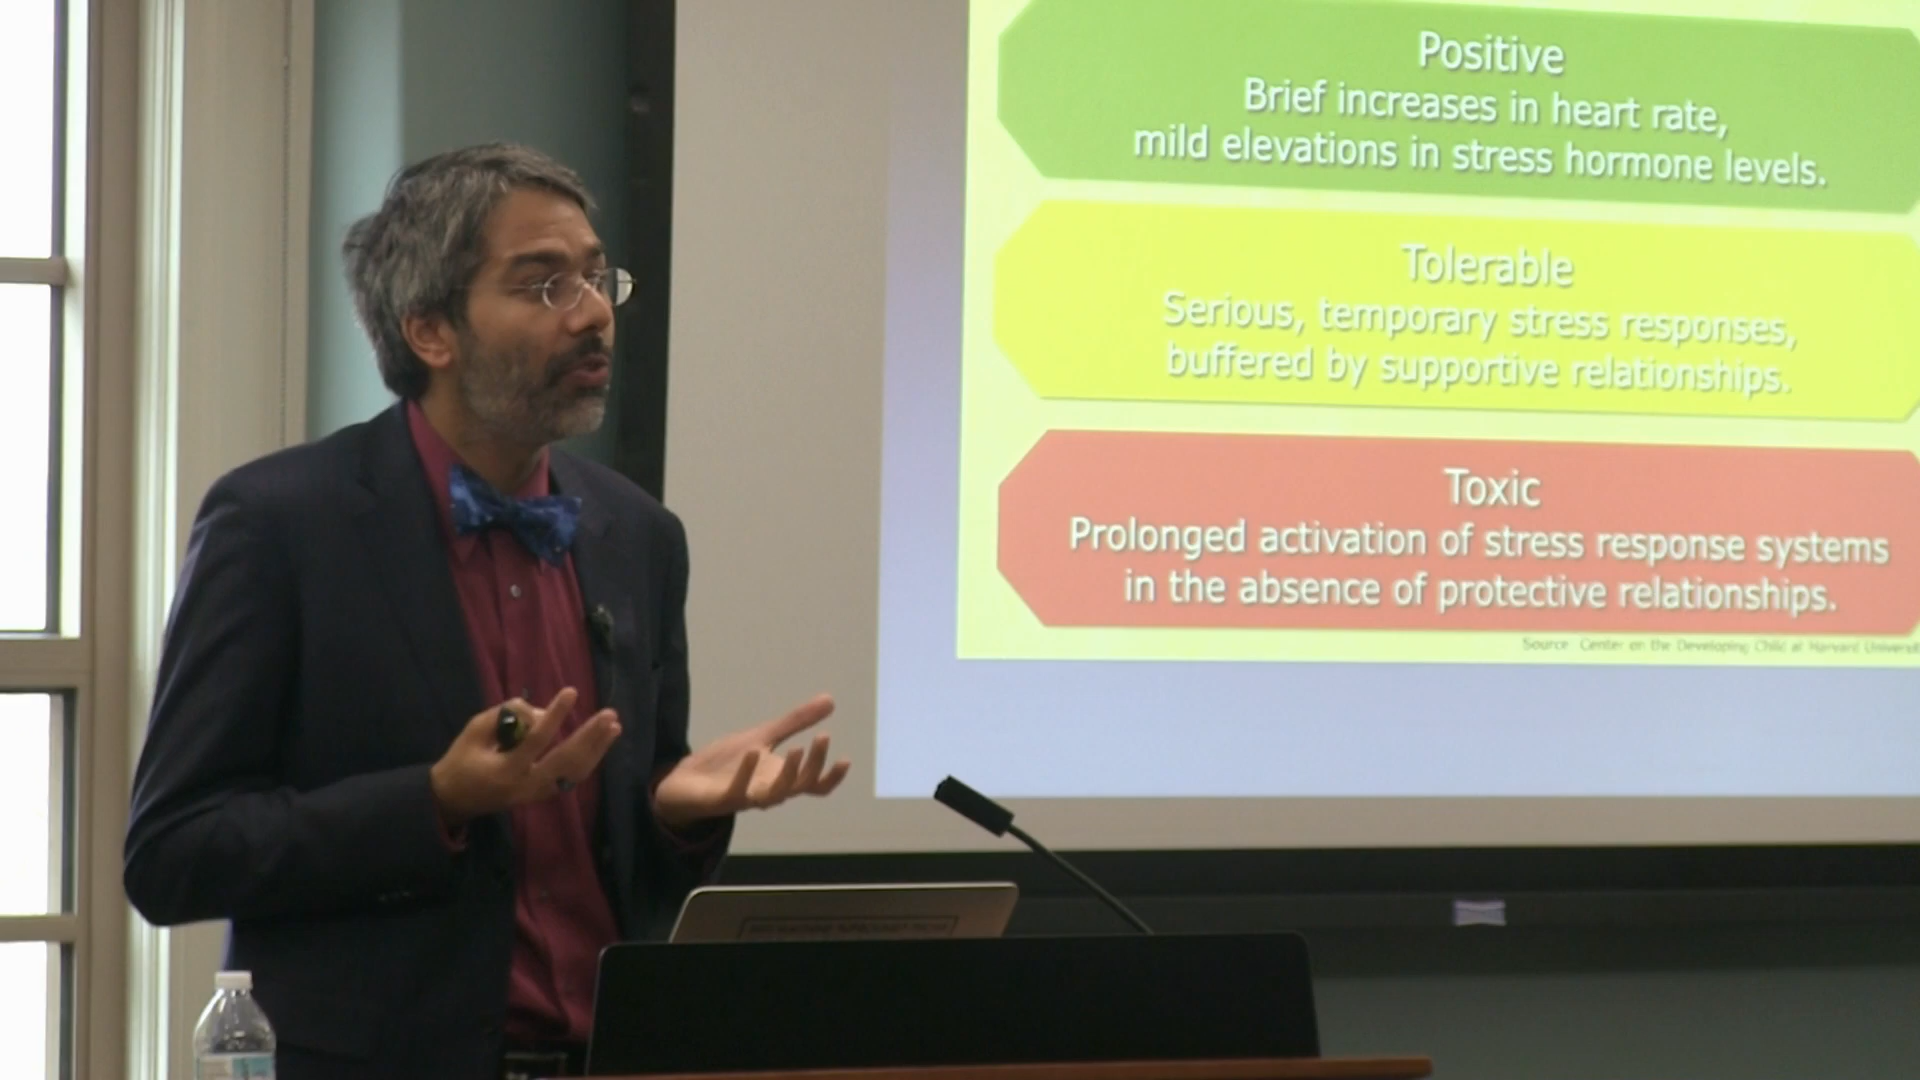 Positive
Brief increases in heart rate,
mild elevations in stress hormone levels.
Tolerable
Serious, temporary stress responses,
buffered by supportive relationships.
Toxic
Prolonged activation of stress response systems
in the absence of protective relationships.
Source Center on the Developing Child at Harvard